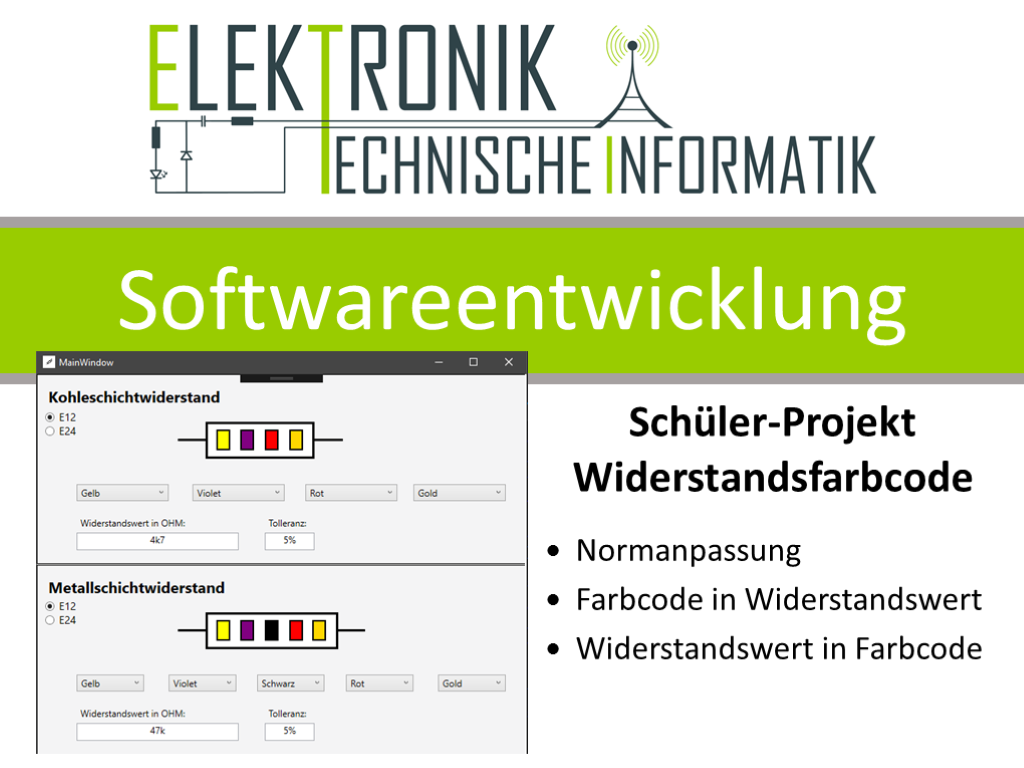 ELEKTRONIK
TECHNISCHE INFORMATIK
Softwareentwicklung
MainWindow
Kohleschichtwiderstand
E12
E24
Gelb Violet Rot Gold
Widerstandswert in OHM: Tolleranz:
4k7 5%
Metallschichtwiderstand
E12
E24
Gelb Violet Schwarz Rot Gold
Widerstandswert in OHM: Tolleranz:
47k 5%
Schüler-Projekt
Widerstandsfarbcode
• Normanpassung
• Farbcode in Widerstandswert
• Widerstandswert in Farbcode